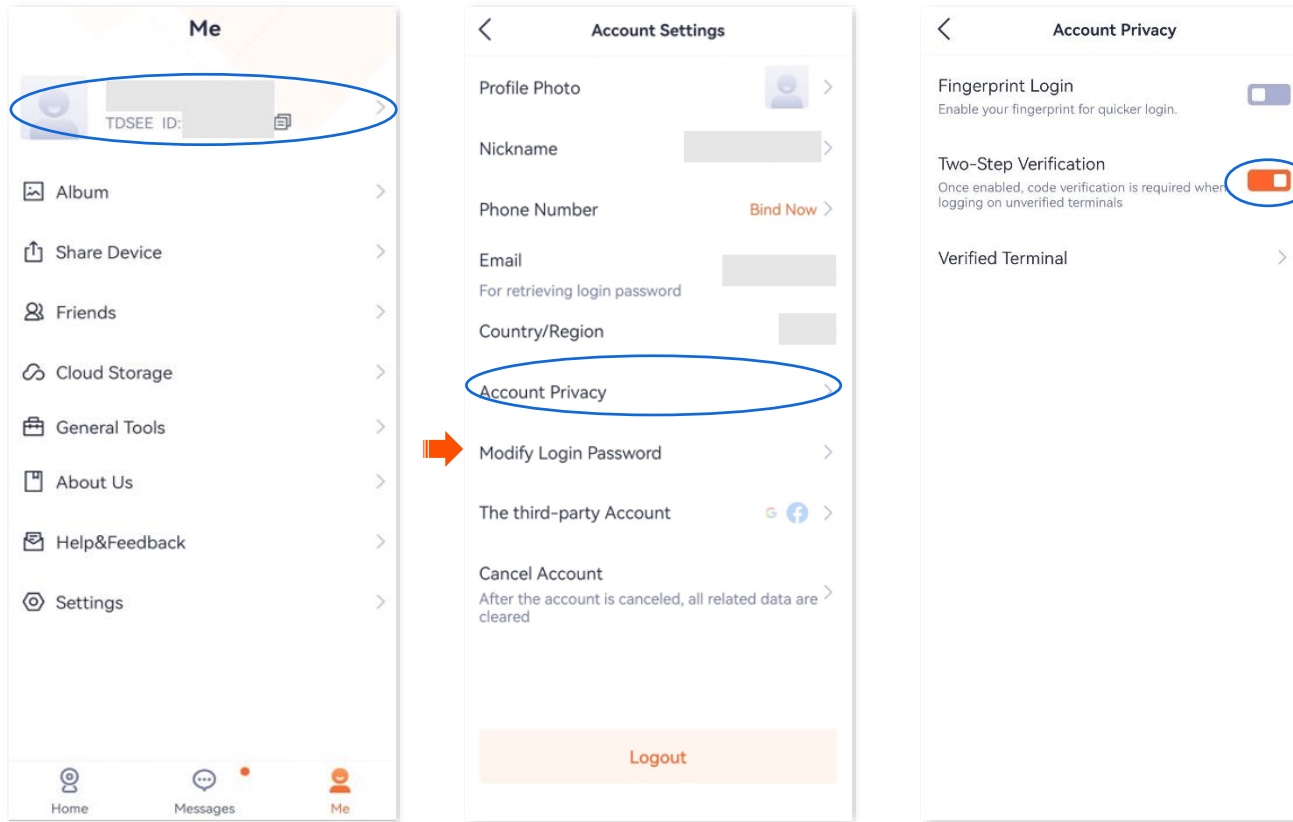 Me
TDSEE ID:
Album
Share Device
Friends
Cloud Storage
General Tools
About Us
Help&Feedback
Settings
Home
Messages
Me
Account Settings
Profile Photo
Nickname
Phone Number
Bind Now
Email
For retrieving login password
Country/Region
Account Privacy
Modify Login Password
The third-party Account
G f
Cancel Account
After the account is canceled, all related data are
cleared
Logout
Account Privacy
Fingerprint Login
Enable your fingerprint for quicker login.
Two-Step Verification
Once enabled, code verification is required when
logging on unverified terminals
Verified Terminal